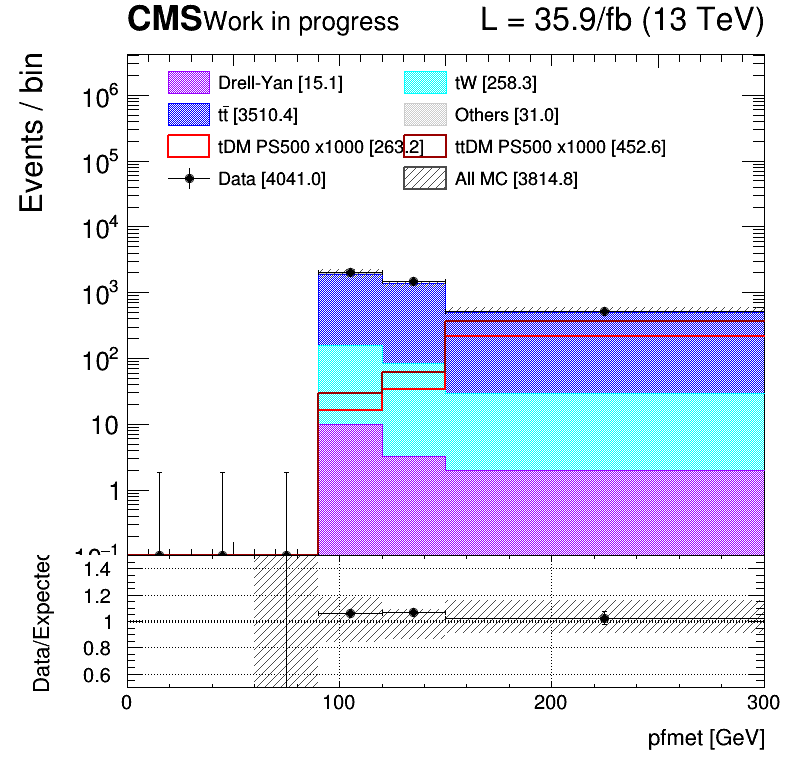 CMS Work in progress L = 35.9/fb (13 TeV)
Events / bin
Drell-Yan [15.1] tW [258.3]
tt̄ [3510.4] Others [31.0]
tDM PS500 x1000 [263.2] ttDM PS500 x1000 [452.6]
Data [4041.0] All MC [3814.8]
10⁶
10⁵
10⁴
10³
10²
10
1
10⁻¹
Data/Expected
1.4
1.2
1
0.8
0.6
0 100 200 300
pfmet [GeV]